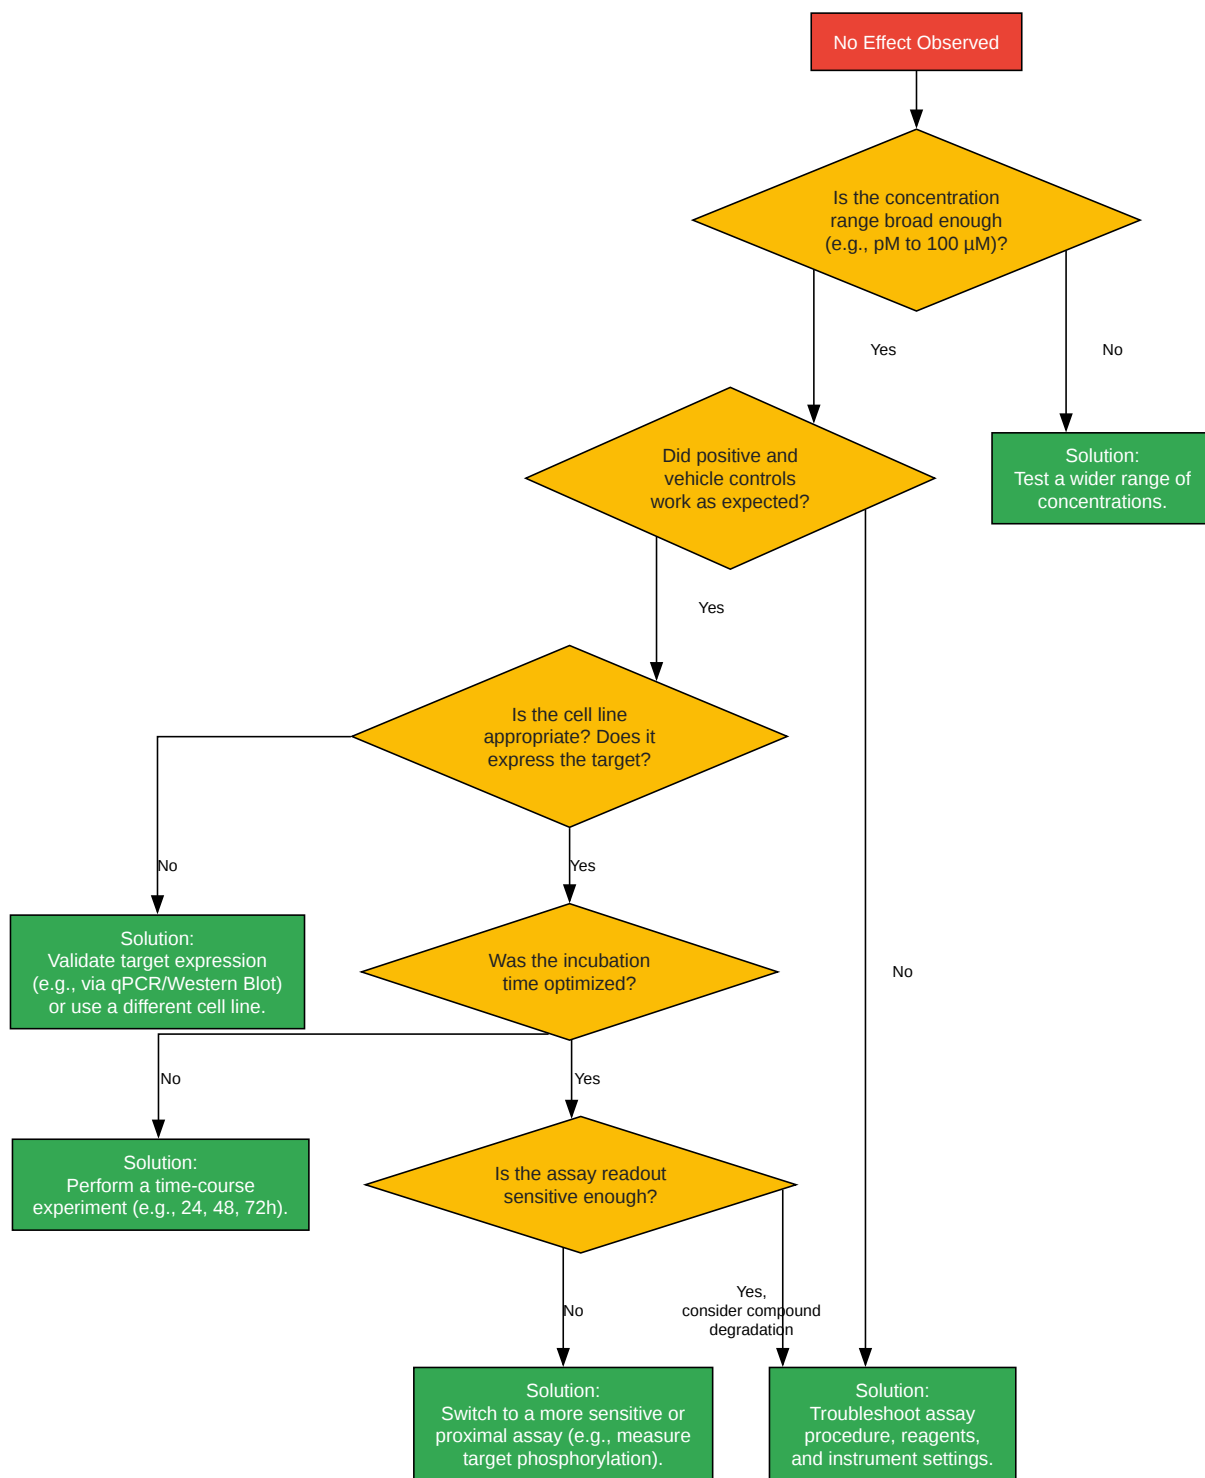 No Effect Observed
Is the concentration
range broad enough
(e.g., pM to 100 µM)?
Yes
No
Did positive and
vehicle controls
work as expected?
Solution:
Test a wider range of
concentrations.
Yes
Is the cell line
appropriate? Does it
express the target?
No
Yes
Solution:
Validate target expression
(e.g., via qPCR/Western Blot)
or use a different cell line.
Was the incubation
time optimized?
No
No
Yes
Solution:
Perform a time-course
experiment (e.g., 24, 48, 72h).
Is the assay readout
sensitive enough?
No
Yes,
consider compound
degradation
Solution:
Switch to a more sensitive or
proximal assay (e.g., measure
target phosphorylation).
Solution:
Troubleshoot assay
procedure, reagents,
and instrument settings.